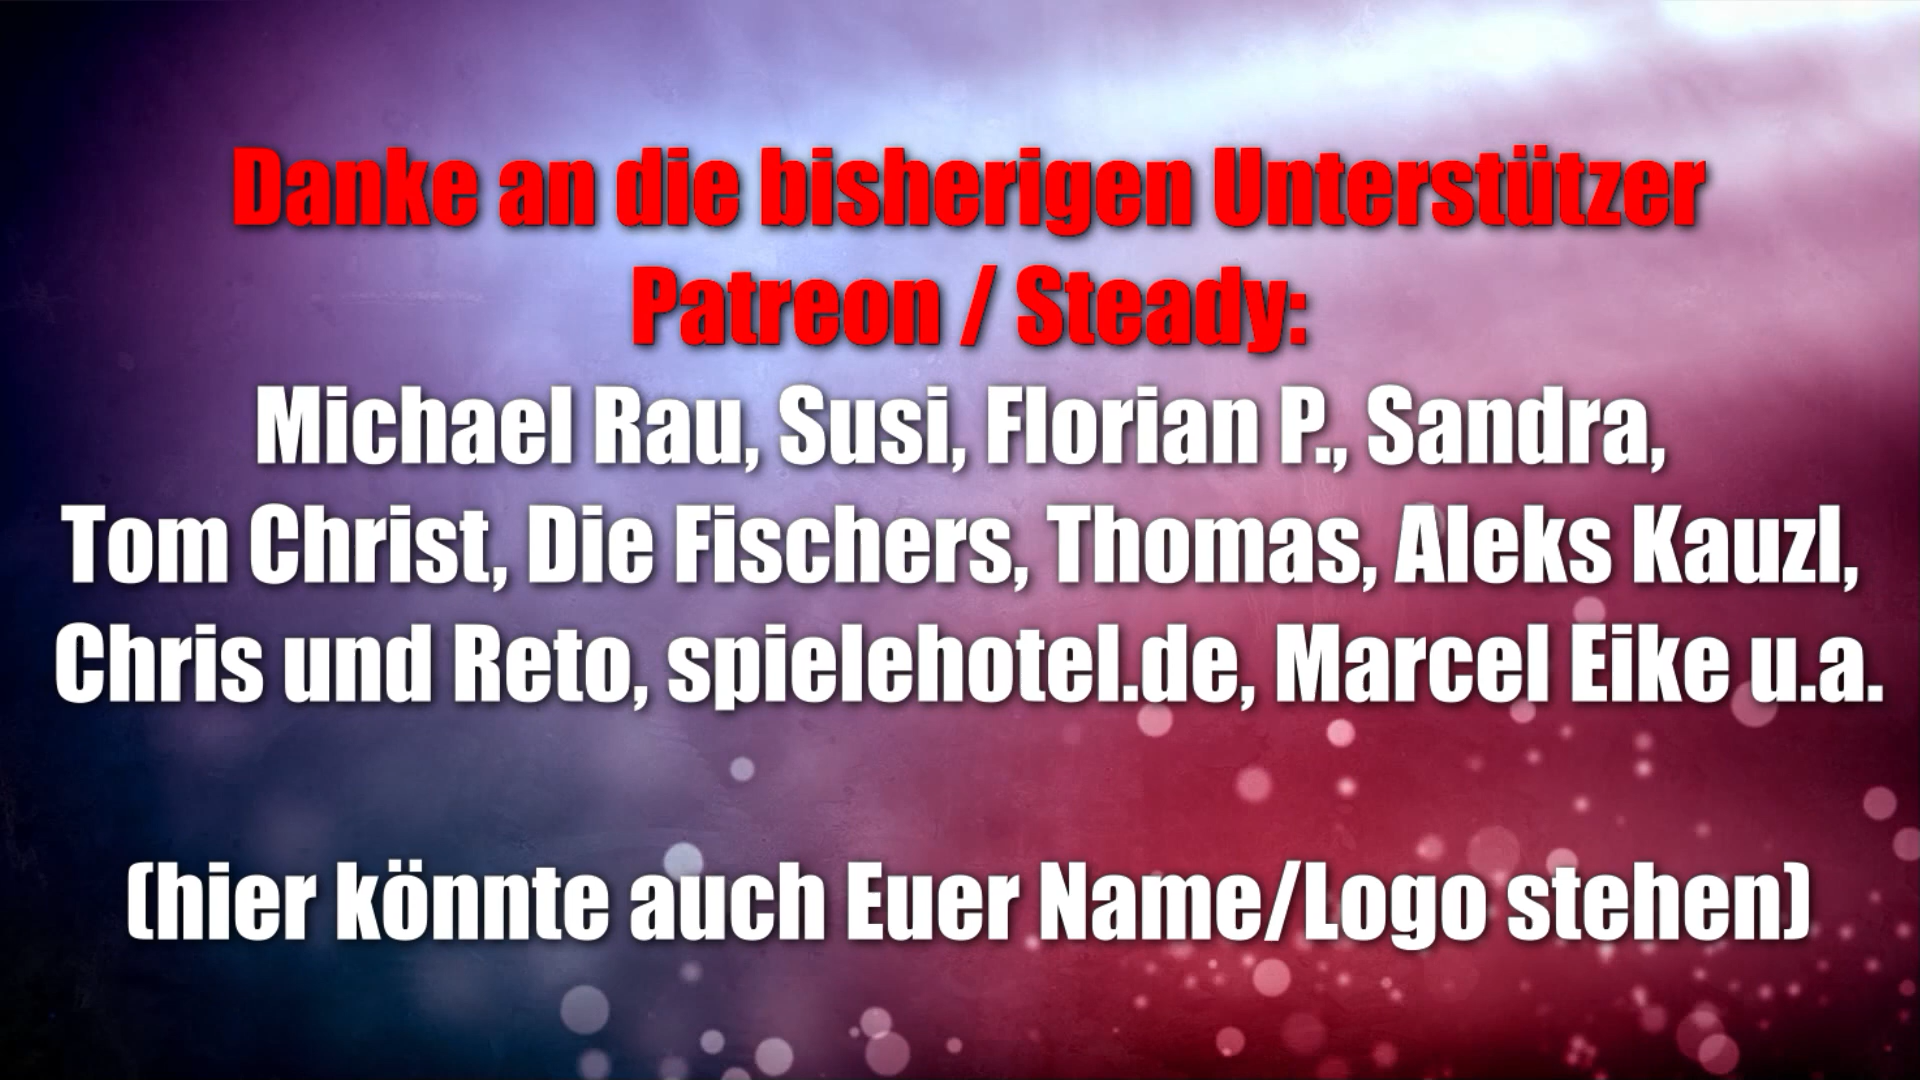 Danke an die bisherigen Unterstützer
Patreon / Steady:
Michael Rau, Susi, Florian P., Sandra,
Tom Christ, Die Fischers, Thomas, Aleks Kauzl,
Chris und Reto, spielehotel.de, Marcel Eike u.a.
(hier könnte auch Euer Name/Logo stehen)